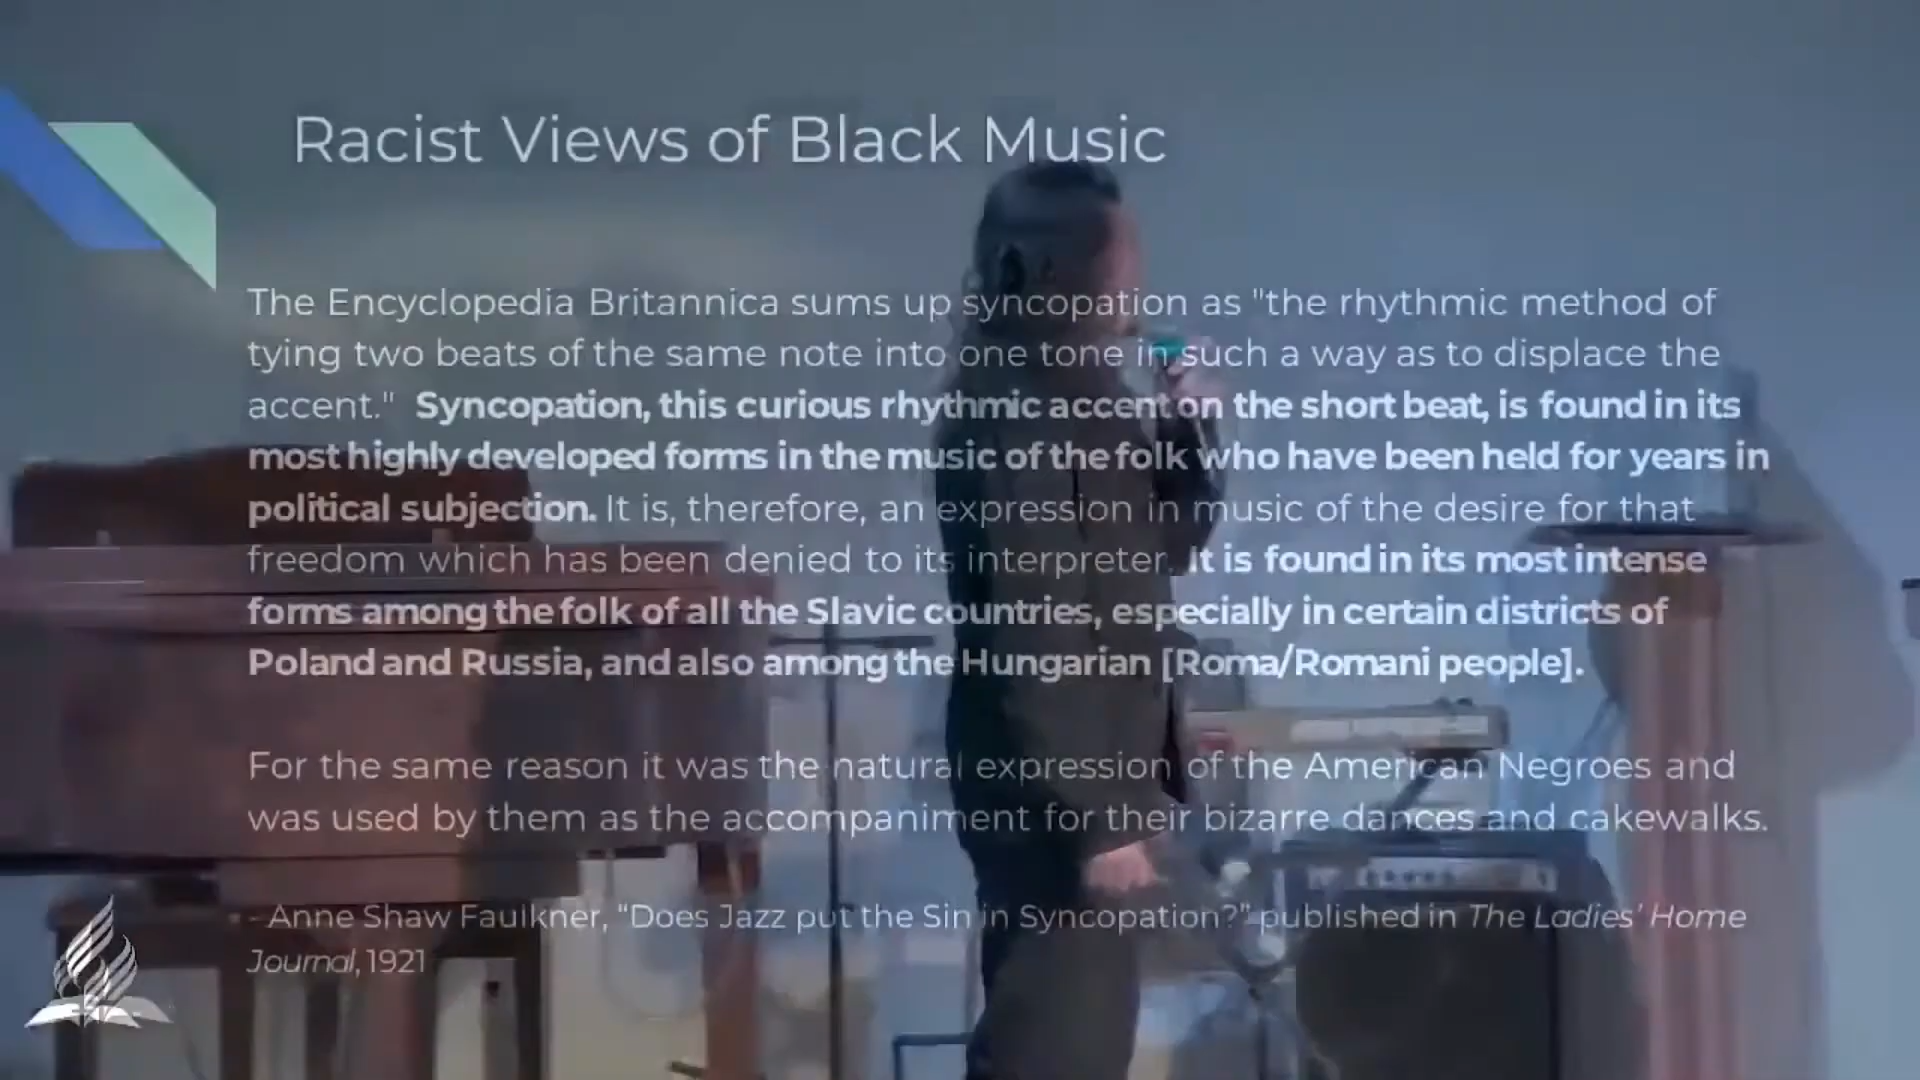 Racist Views of Black Music
The Encyclopedia Britannica sums up syncopation as "the rhythmic method of
tying two beats of the same note into one tone in such a way as to displace the
accent." Syncopation, this curious rhythmic accent on the short beat, is found in its
most highly developed forms in the music of the folk who have been held for years in
political subjection. It is, therefore, an expression in music of the desire for that
freedom which has been denied to its interpreter. It is found in its most intense
forms among the folk of all the Slavic countries, especially in certain districts of
Poland and Russia, and also among the Hungarian [Roma/Romani people].
For the same reason it was the natural expression of the American Negroes and
was used by them as the accompaniment for their bizarre dances and cakewalks.
- Anne Shaw Faulkner, “Does Jazz put the Sin in Syncopation?” published in The Ladies’ Home
Journal, 1921